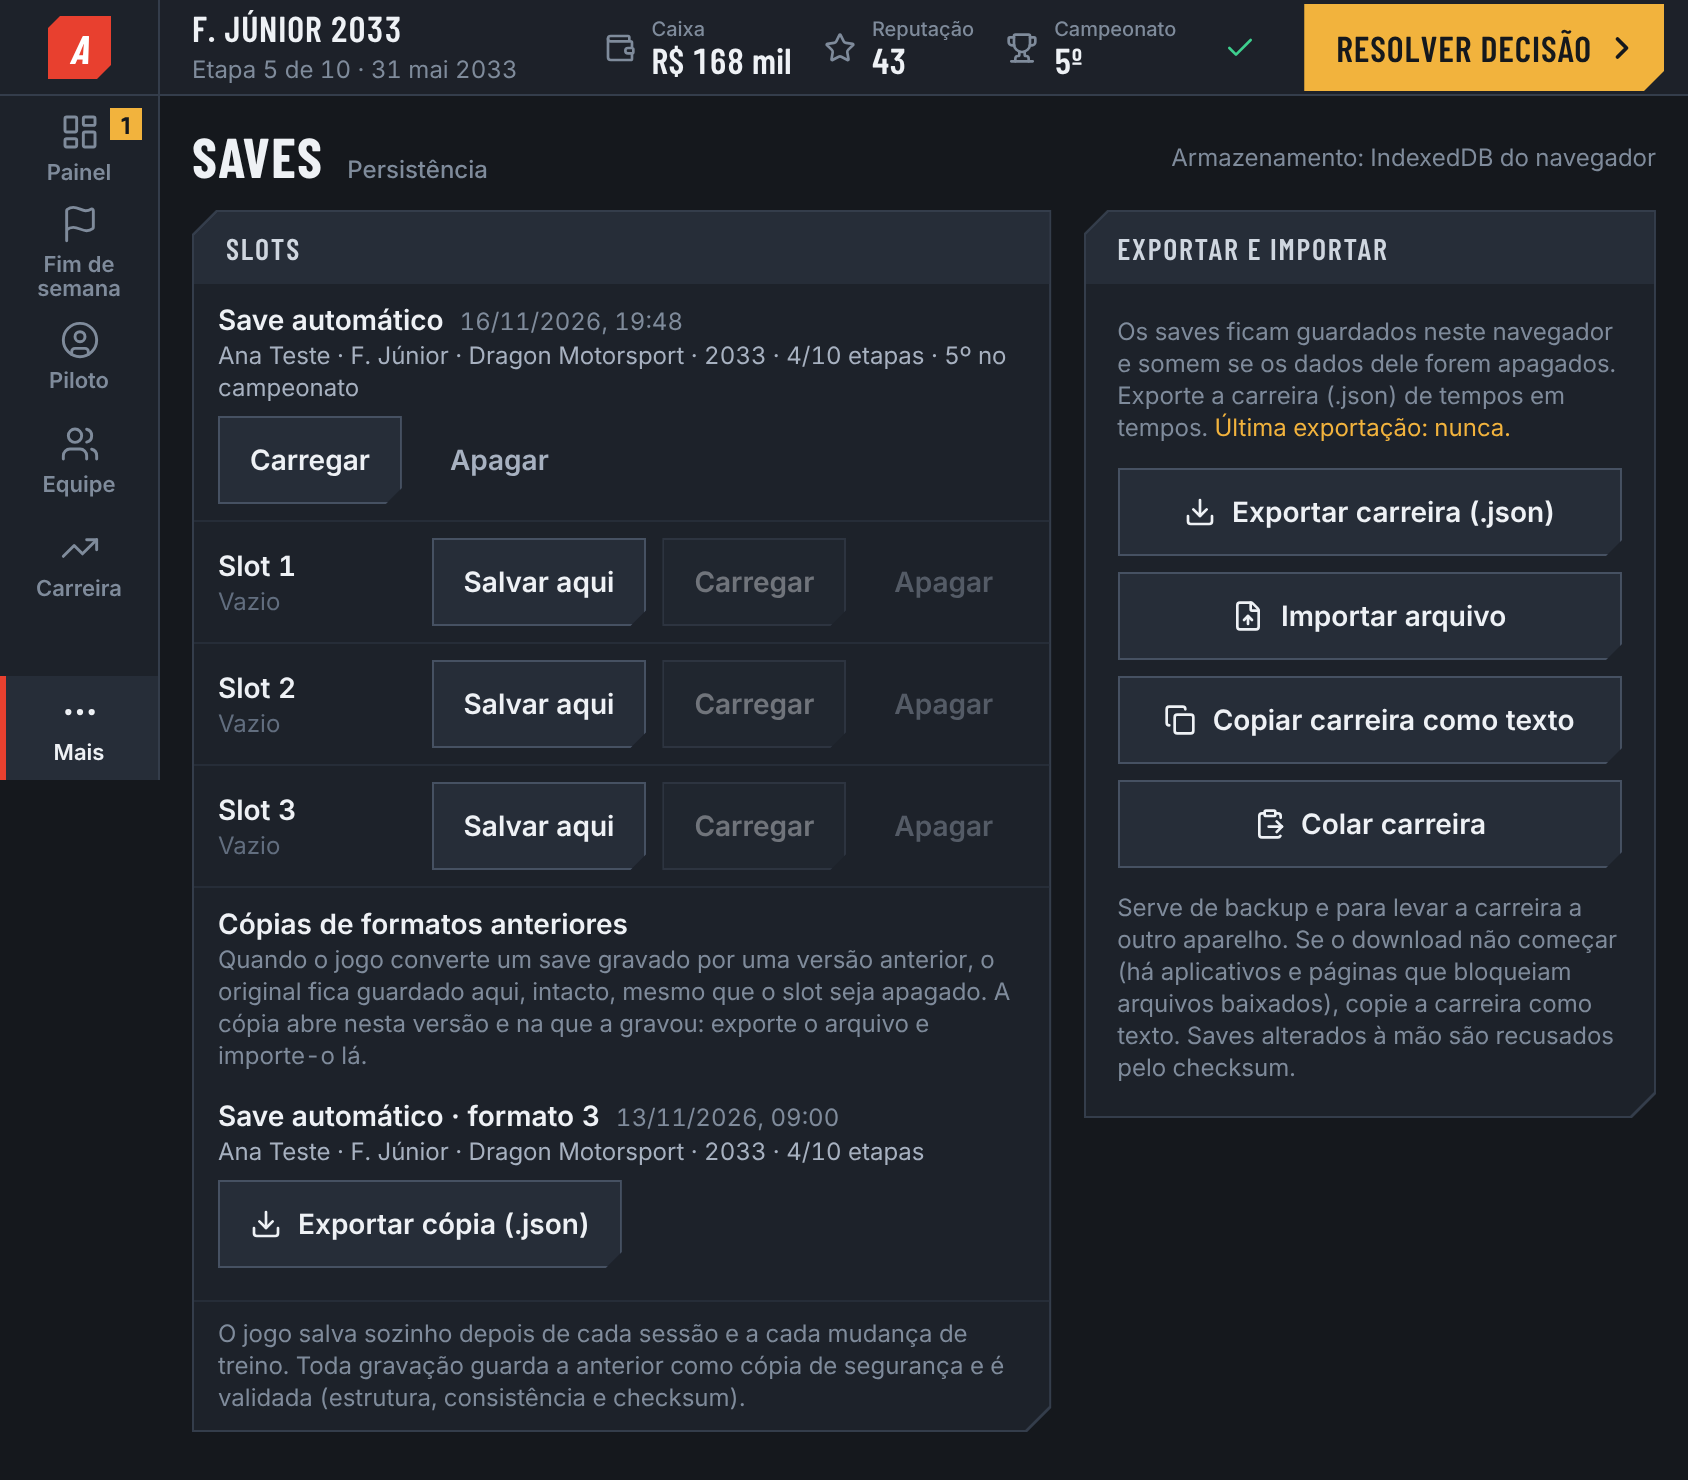 A
F. JÚNIOR 2033
Etapa 5 de 10 · 31 mai 2033
Caixa
R$ 168 mil
Reputação
43
Campeonato
5º
RESOLVER DECISÃO
1
Painel
Fim de
semana
Piloto
Equipe
Carreira
Mais
SAVES
Persistência
Armazenamento: IndexedDB do navegador
SLOTS
Save automático 16/11/2026, 19:48
Ana Teste · F. Júnior · Dragon Motorsport · 2033 · 4/10 etapas · 5º no
campeonato
Carregar
Apagar
Slot 1
Vazio
Salvar aqui
Carregar
Apagar
Slot 2
Vazio
Salvar aqui
Carregar
Apagar
Slot 3
Vazio
Salvar aqui
Carregar
Apagar
Cópias de formatos anteriores
Quando o jogo converte um save gravado por uma versão anterior, o
original fica guardado aqui, intacto, mesmo que o slot seja apagado. A
cópia abre nesta versão e na que a gravou: exporte o arquivo e
importe-o lá.
Save automático · formato 3 13/11/2026, 09:00
Ana Teste · F. Júnior · Dragon Motorsport · 2033 · 4/10 etapas
Exportar cópia (.json)
O jogo salva sozinho depois de cada sessão e a cada mudança de
treino. Toda gravação guarda a anterior como cópia de segurança e é
validada (estrutura, consistência e checksum).
EXPORTAR E IMPORTAR
Os saves ficam guardados neste navegador
e somem se os dados dele forem apagados.
Exporte a carreira (.json) de tempos em
tempos. Última exportação: nunca.
Exportar carreira (.json)
Importar arquivo
Copiar carreira como texto
Colar carreira
Serve de backup e para levar a carreira a
outro aparelho. Se o download não começar
(há aplicativos e páginas que bloqueiam
arquivos baixados), copie a carreira como
texto. Saves alterados à mão são recusados
pelo checksum.